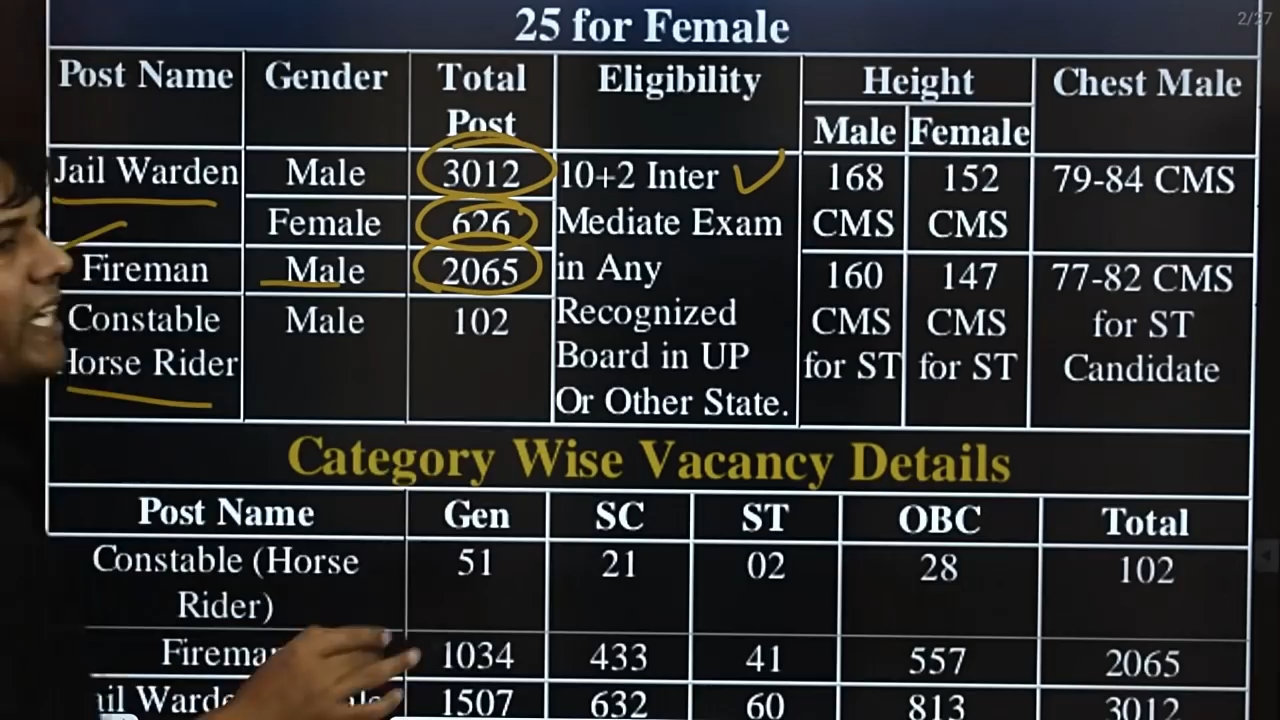 2/27
25 for Female
Post Name Gender Total Post Eligibility Height Chest Male
Male Female
Jail Warden Male 3012 10+2 Inter 168 CMS 152 CMS 79-84 CMS
Female 626 Mediate Exam
Fireman Male 2065 in Any 160 CMS for ST 147 CMS for ST 77-82 CMS for ST Candidate
Constable Horse Rider Male 102 Recognized
Board in UP
Or Other State.
Category Wise Vacancy Details
Post Name Gen SC ST OBC Total
Constable (Horse Rider) 51 21 02 28 102
1034 433 41 557 2065
1507 632 60 813 3012